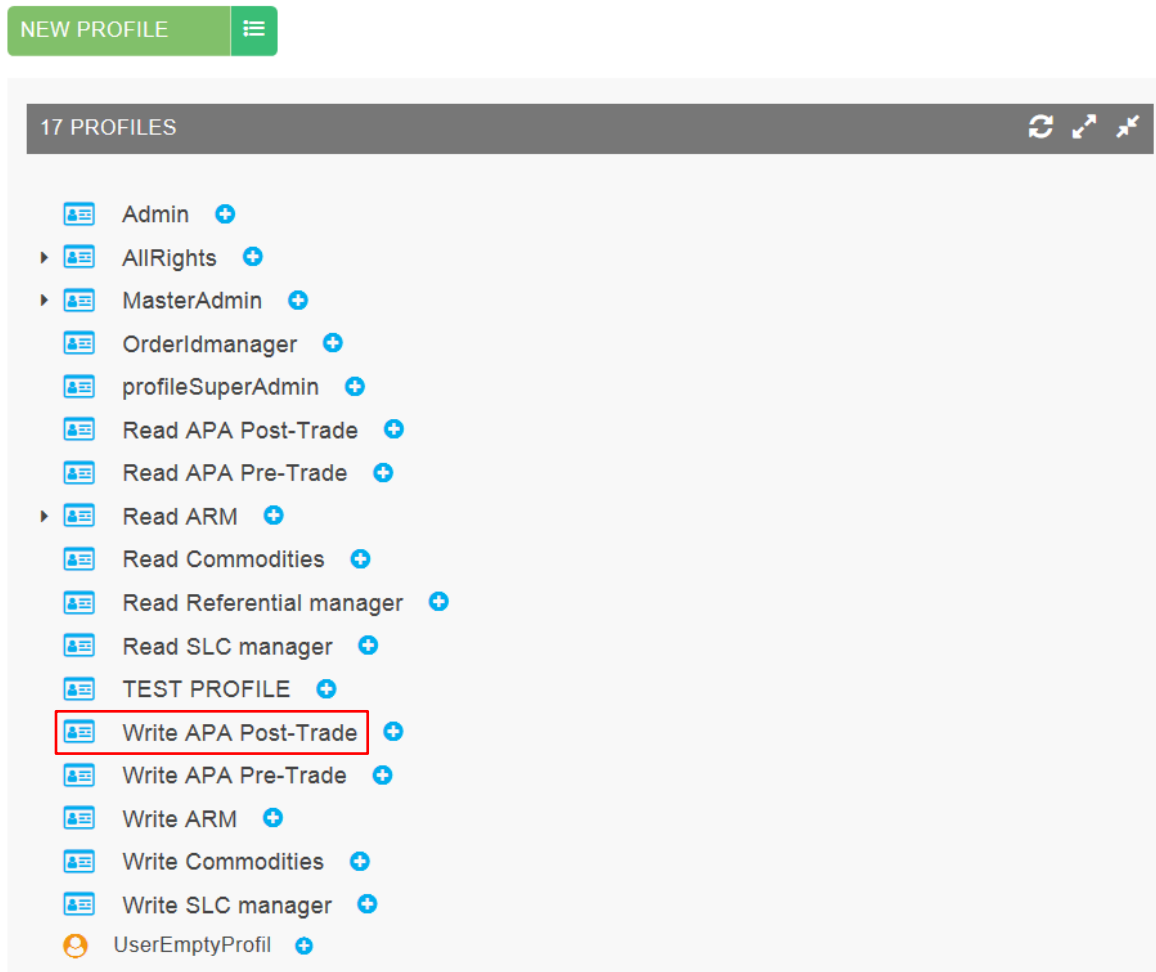 NEW PROFILE
17 PROFILES
Admin
AllRights
MasterAdmin
OrderIdmanager
profileSuperAdmin
Read APA Post-Trade
Read APA Pre-Trade
Read ARM
Read Commodities
Read Referential manager
Read SLC manager
TEST PROFILE
Write APA Post-Trade
Write APA Pre-Trade
Write ARM
Write Commodities
Write SLC manager
UserEmptyProfil